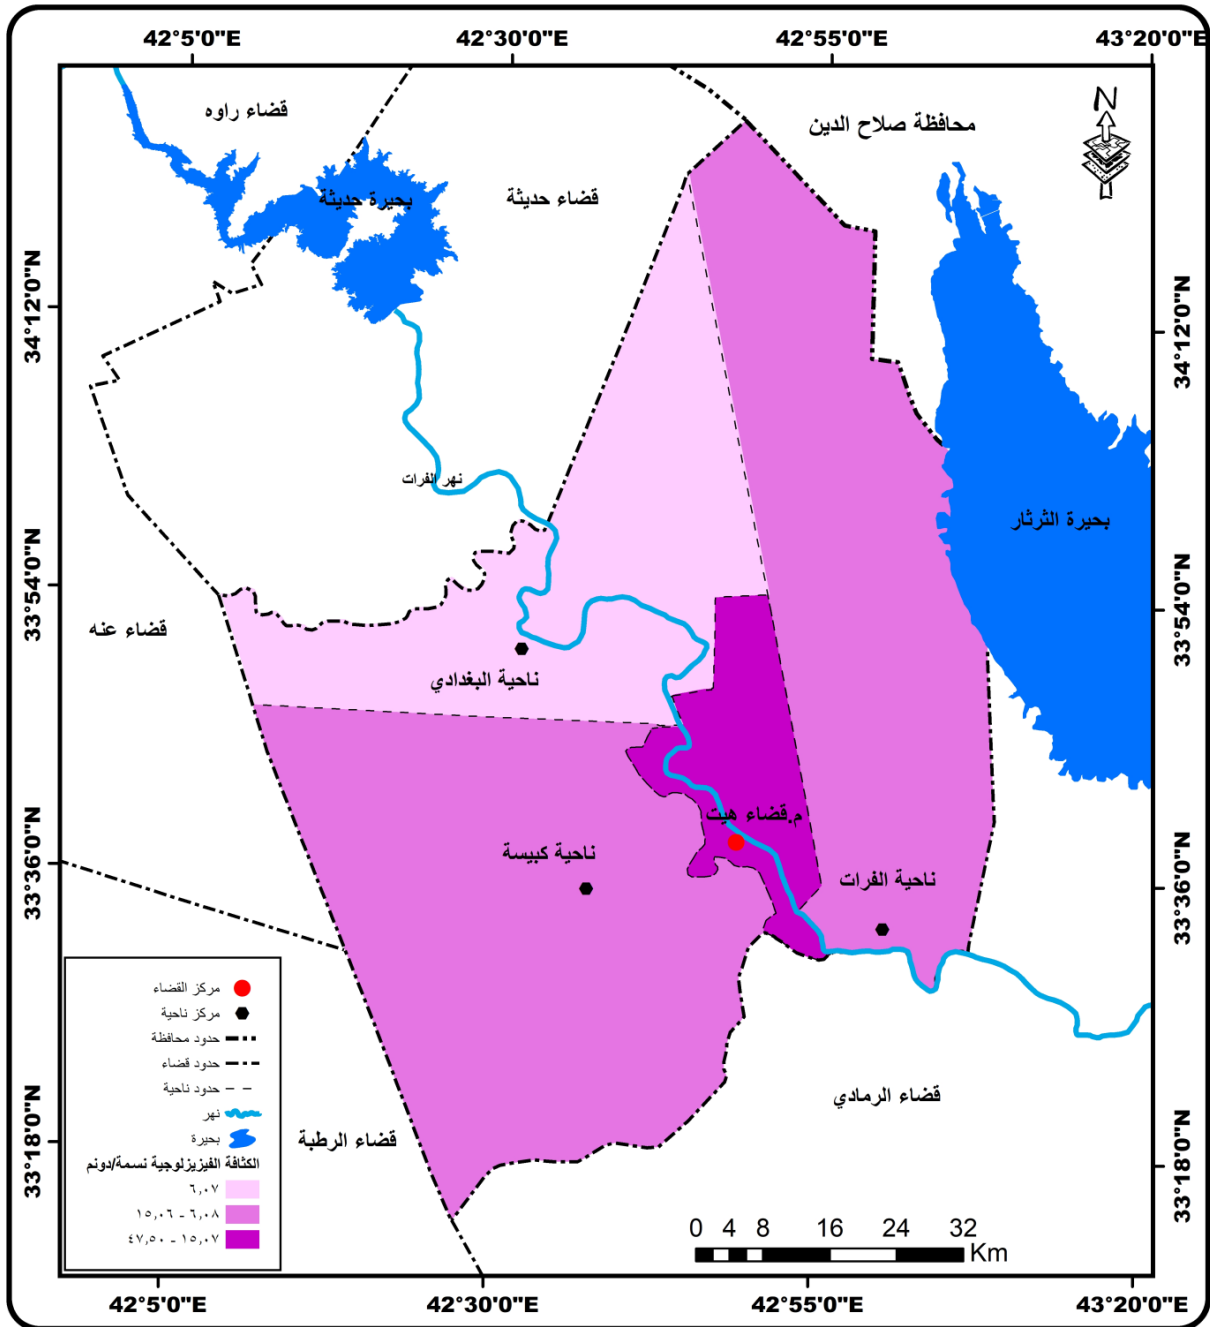 42°5'0"E 42°30'0"E 42°55'0"E 43°20'0"E
N
قضاء راوه
محافظة صلاح الدين
بحيرة حديثة
قضاء حديثة
34°12'0"N
34°12'0"N
نهر الفرات
بحيرة الثرثار
33°54'0"N
33°54'0"N
قضاء عنه
ناحية البغدادي
م.قضاء هيت
ناحية كبيسة
ناحية الفرات
33°36'0"N
33°36'0"N
مركز القضاء
مركز ناحية
حدود محافظة
حدود قضاء
حدود ناحية
نهر
بحيرة
الكثافة الفيزيزلوجية نسمة/دونم
٦,٠٧
٦,٠٨ - ١٥,٠٦
١٥,٠٧ - ٤٧,٥٠
قضاء الرمادي
قضاء الرطبة
33°18'0"N
33°18'0"N
0 4 8 16 24 32
Km
42°5'0"E 42°30'0"E 42°55'0"E 43°20'0"E